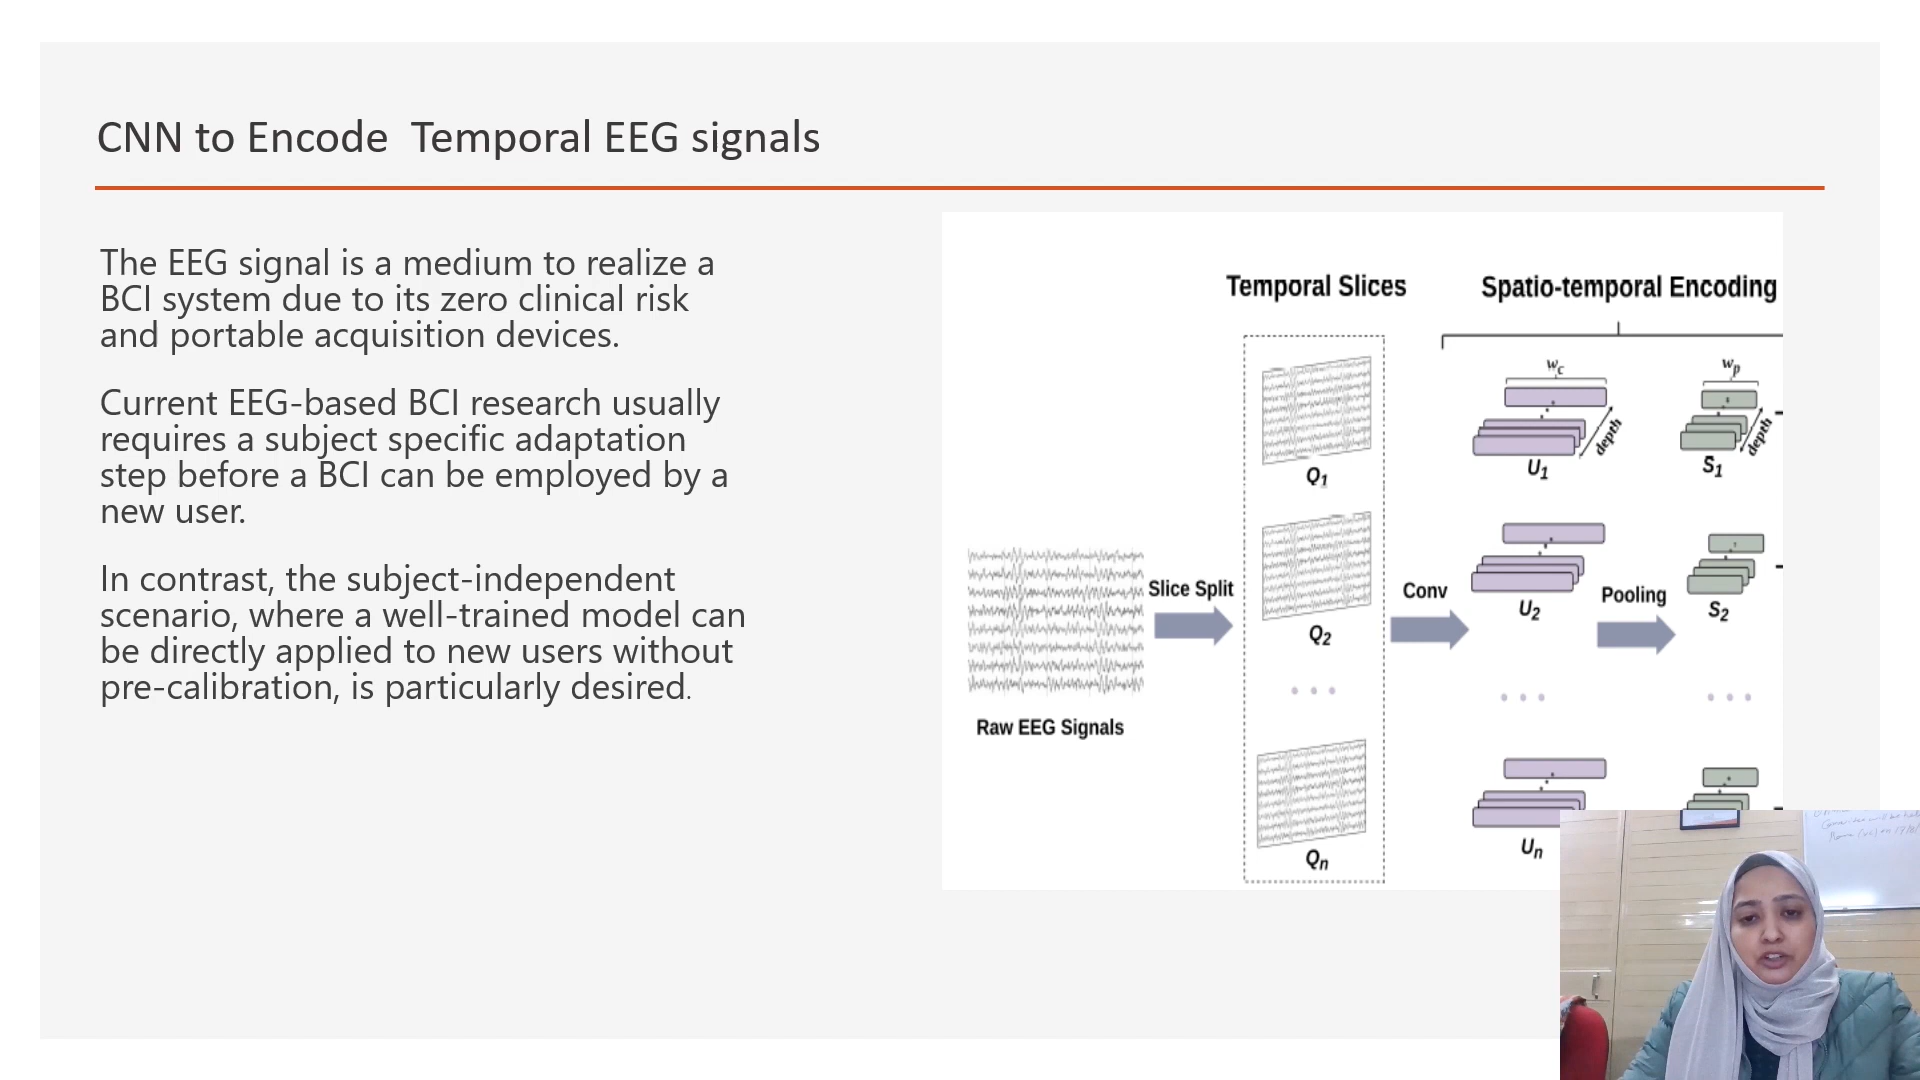 CNN to Encode  Temporal EEG signals
The EEG signal is a medium to realize a
BCI system due to its zero clinical risk
and portable acquisition devices.
Current EEG-based BCI research usually
requires a subject specific adaptation
step before a BCI can be employed by a
new user.
In contrast, the subject-independent
scenario, where a well-trained model can
be directly applied to new users without
pre-calibration, is particularly desired.
Temporal Slices
Spatio-temporal Encoding
wc
wp
depth
depth
Q1
U1
S1
Raw EEG Signals
Slice Split
Q2
Conv
U2
Pooling
S2
Qn
Un